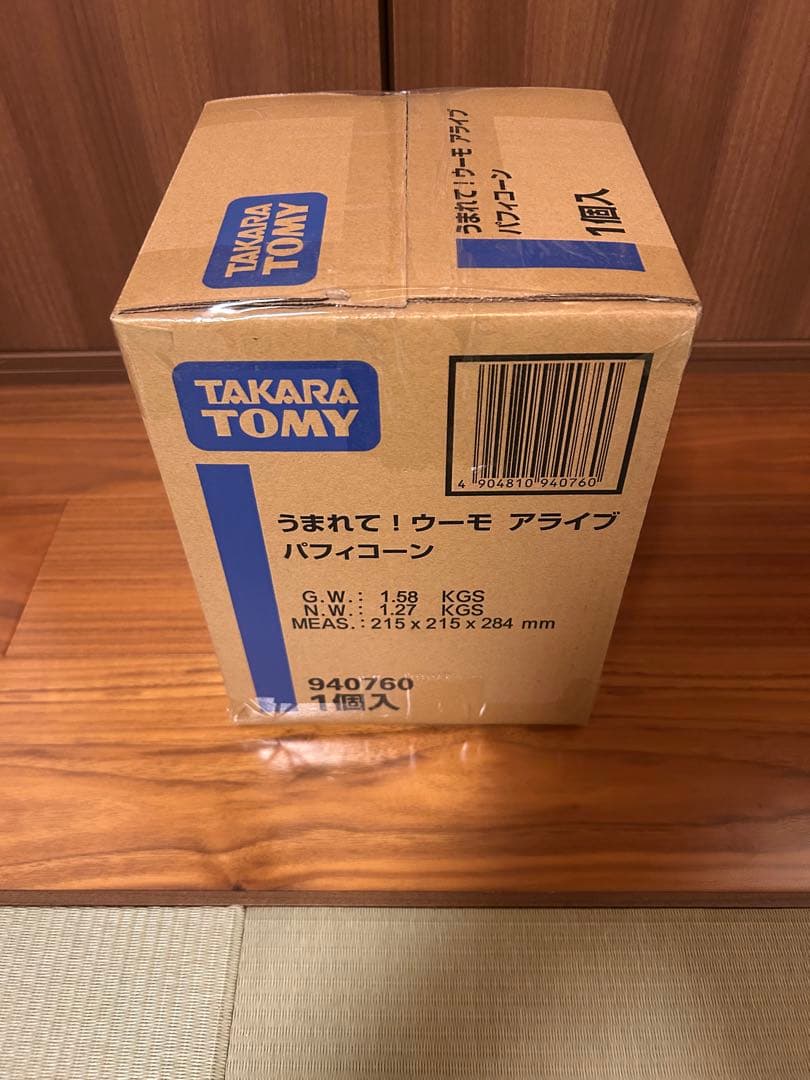 TAKARA
TOMY
うまれて！ウーモ アライブ
パフィコーン
1個入
TAKARA
TOMY
4 904810 940760
うまれて！ウーモ アライブ
パフィコーン
G.W.: 1.58 KGS
N.W.: 1.27 KGS
MEAS.: 215 x 215 x 284 mm
940760
1個入